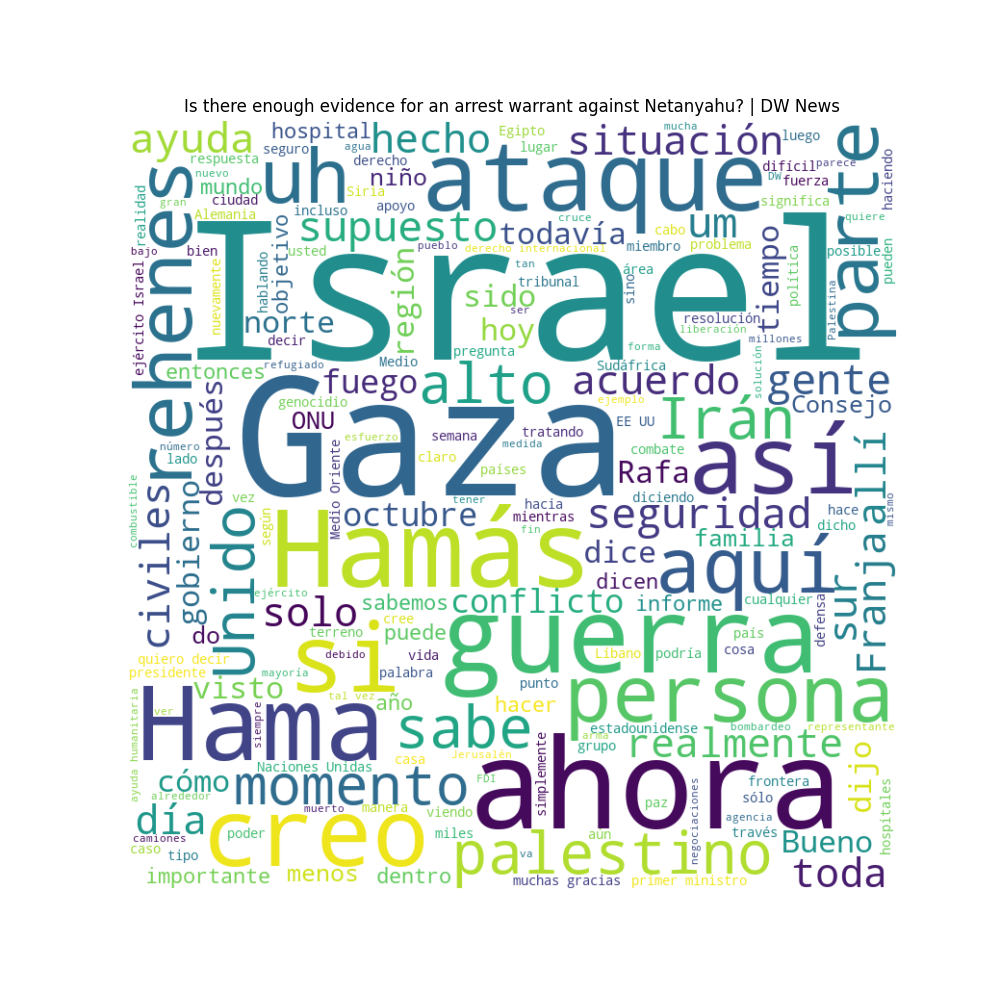 Is there enough evidence for an arrest warrant against Netanyahu? | DW News
ayuda
hospital
hecho
Egipto
situación
mucha
luego
parte
respuesta
seguro
agua
uh
derecho
niño
ataque
lugar
difícil
parece
DW
fuerza
haciendo
nuevo
mundo
rehenes
realidad
gran
ciudad
Siria
apoyo
significa
Alemania
incluso
supuesto
todavía
um
cabo
cruce
quiere
bajo
bien
usted
objetivo
hablando
nuevamente
pueblo
derecho internacional
miembro
problema
tiempo
política
posible
pueden
Israel
ejército Israel
región
tan
tribunal
sino
área
sido
ser
norte
hoy
resolución
liberación
millones
Palestina
decir
pregunta
forma
entonces
refugiado
Medio
Sudáfrica
solución
después
fuego
alto
acuerdo
gente
genocidio
ejemplo
Consejo
ONU
Gaza
EE UU
Irán
esfuerzo
semana
tratando
medida
combate
así
número
lado
claro
países
Rafa
Medio Oriente
combustible
civiles
gobierno
vez
según
Unido
octubre
tener
hacia
mientras
fin
diciendo
seguridad
hace
dicho
mismo
Franja
allí
sur
Hamás
familia
dice
dicen
aquí
ejército
solo
sabemos
conflicto
informe
cualquier
defensa
do
terreno
cree
puede
guerra
país
cosa
quiero decir
presidente
debido
si
vida
palabra
Líbano
podría
mayoría
punto
visto
tal vez
año
hacer
persona
ayuda humanitaria
ver
Hama
siempre
sabe
estadounidense
bombardeo
representante
arma
grupo
realmente
dijo
casa
Jerusalén
simplemente
cómo
Naciones Unidas
momento
FDI
ahora
frontera
alrededor
sólo
paz
negociaciones
hospitales
muerto
manera
viendo
camiones
día
creo
agencia
poder
miles
aun
través
Bueno
caso
tipo
palestino
va
importante
menos
dentro
muchas gracias
primer ministro
toda